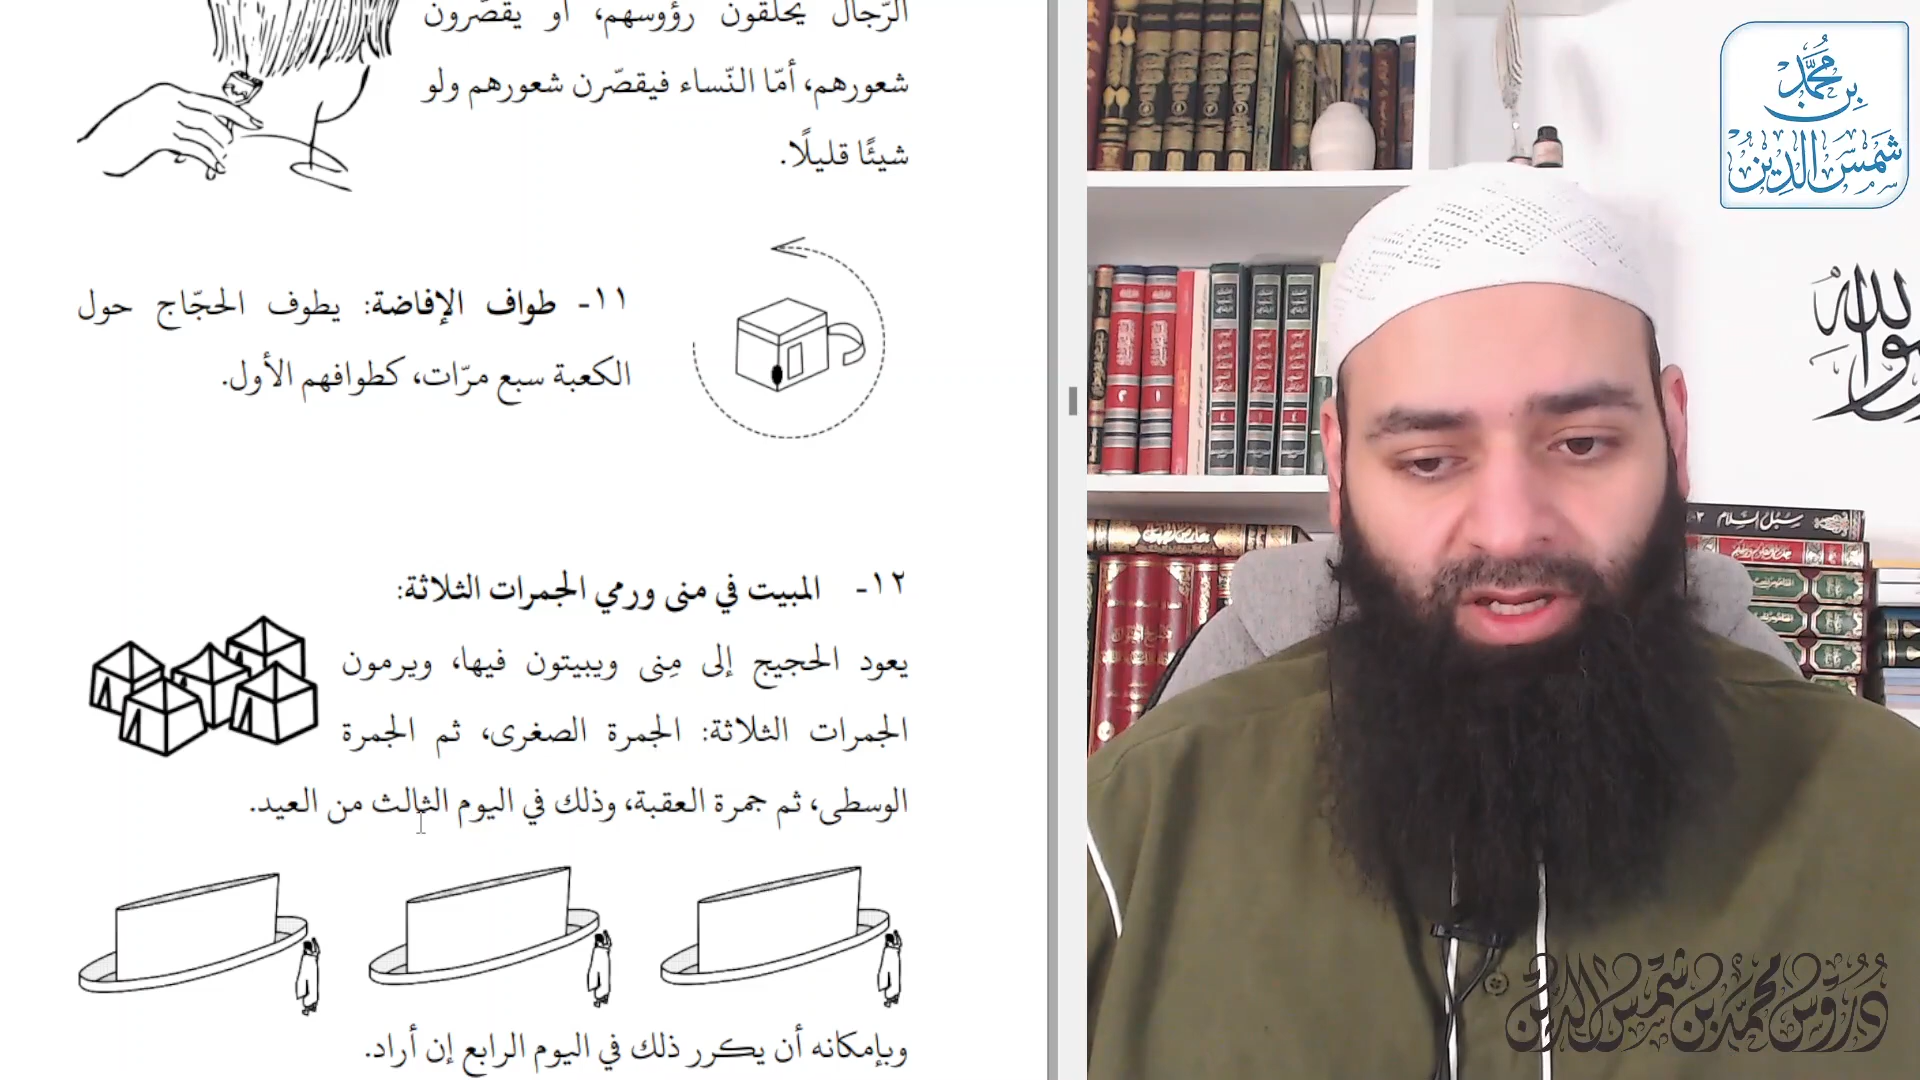 الرّجال يحلقون رؤوسهم، أو يقصّرون
شعورهم، أمّا النّساء فيقصّرن شعورهم ولو
شيئًا قليلًا.
١١- طواف الإفاضة: يطوف الحجّاج حول
الكعبة سبع مرّات، كطوافهم الأول.
١٢- المبيت في منى ورمي الجمرات الثلاثة:
يعود الحجيج إلى مِنى ويبيتون فيها، ويرمون
الجمرات الثلاثة: الجمرة الصغرى، ثم الجمرة
الوسطى، ثم جمرة العقبة، وذلك في اليوم الثالث من العيد.
وبإمكانه أن يكرر ذلك في اليوم الرابع إن أراد.
محمّد
بن
شمس الدين
سبل السلام ٢
دروس محمد بن شمس الدين